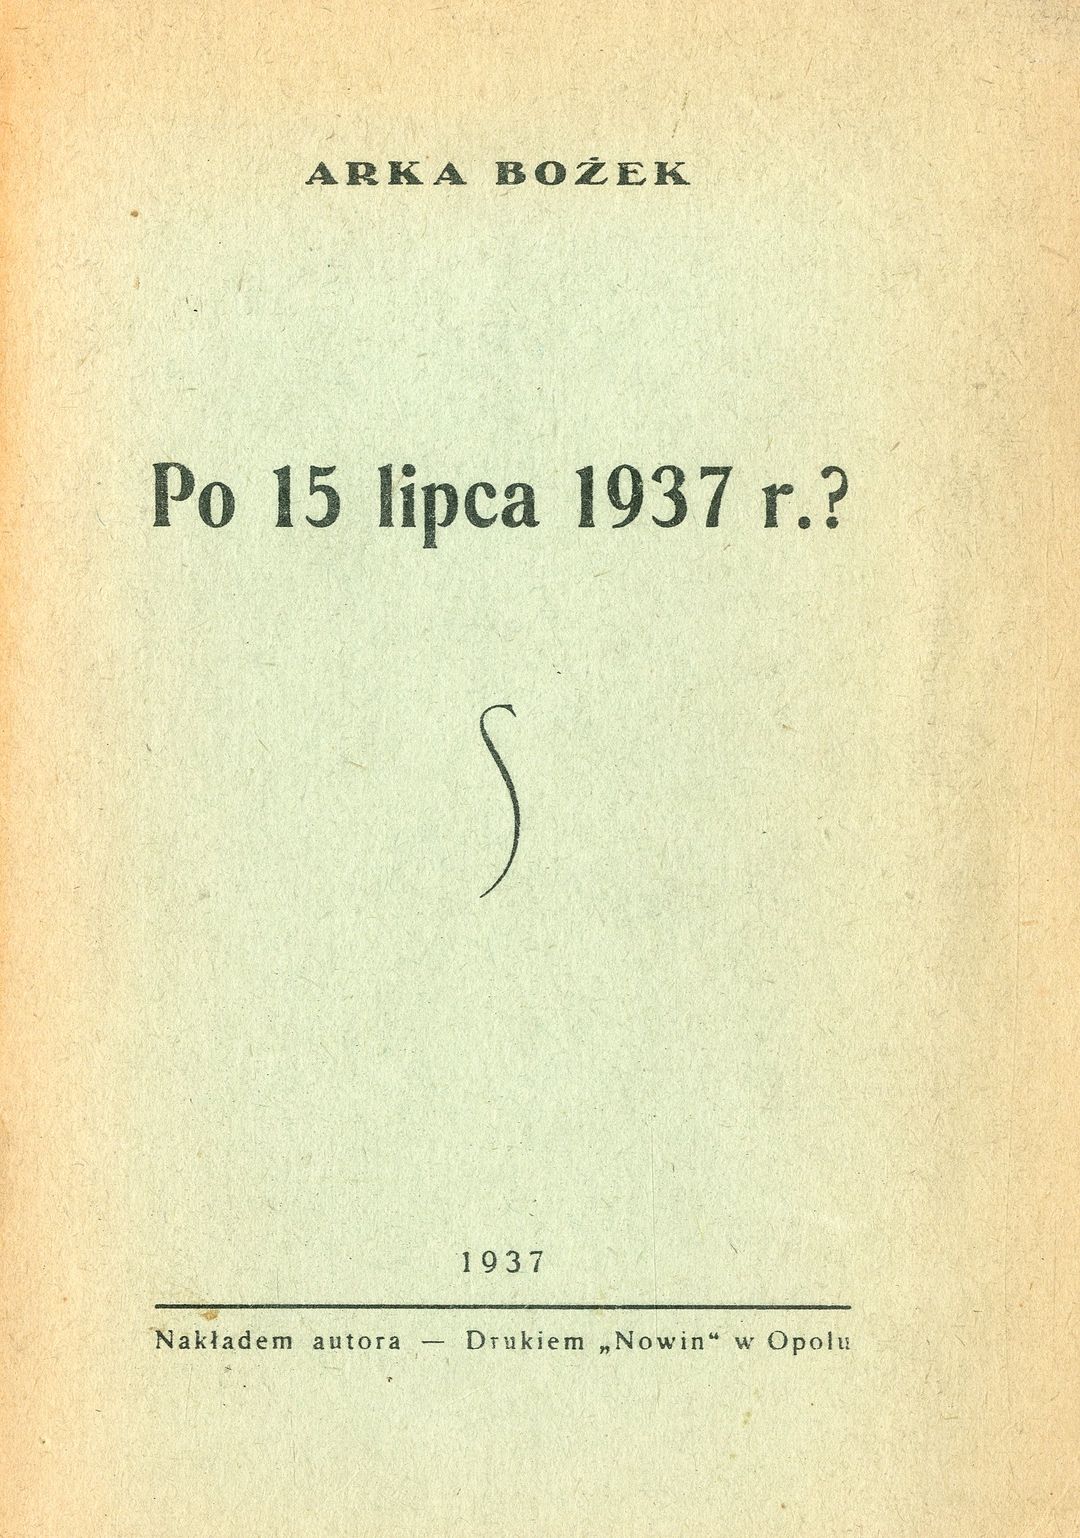 ARKA BOŻEK
Po 15 lipca 1937 r.?
1937
Nakładem autora — Drukiem „Nowin“ w Opolu